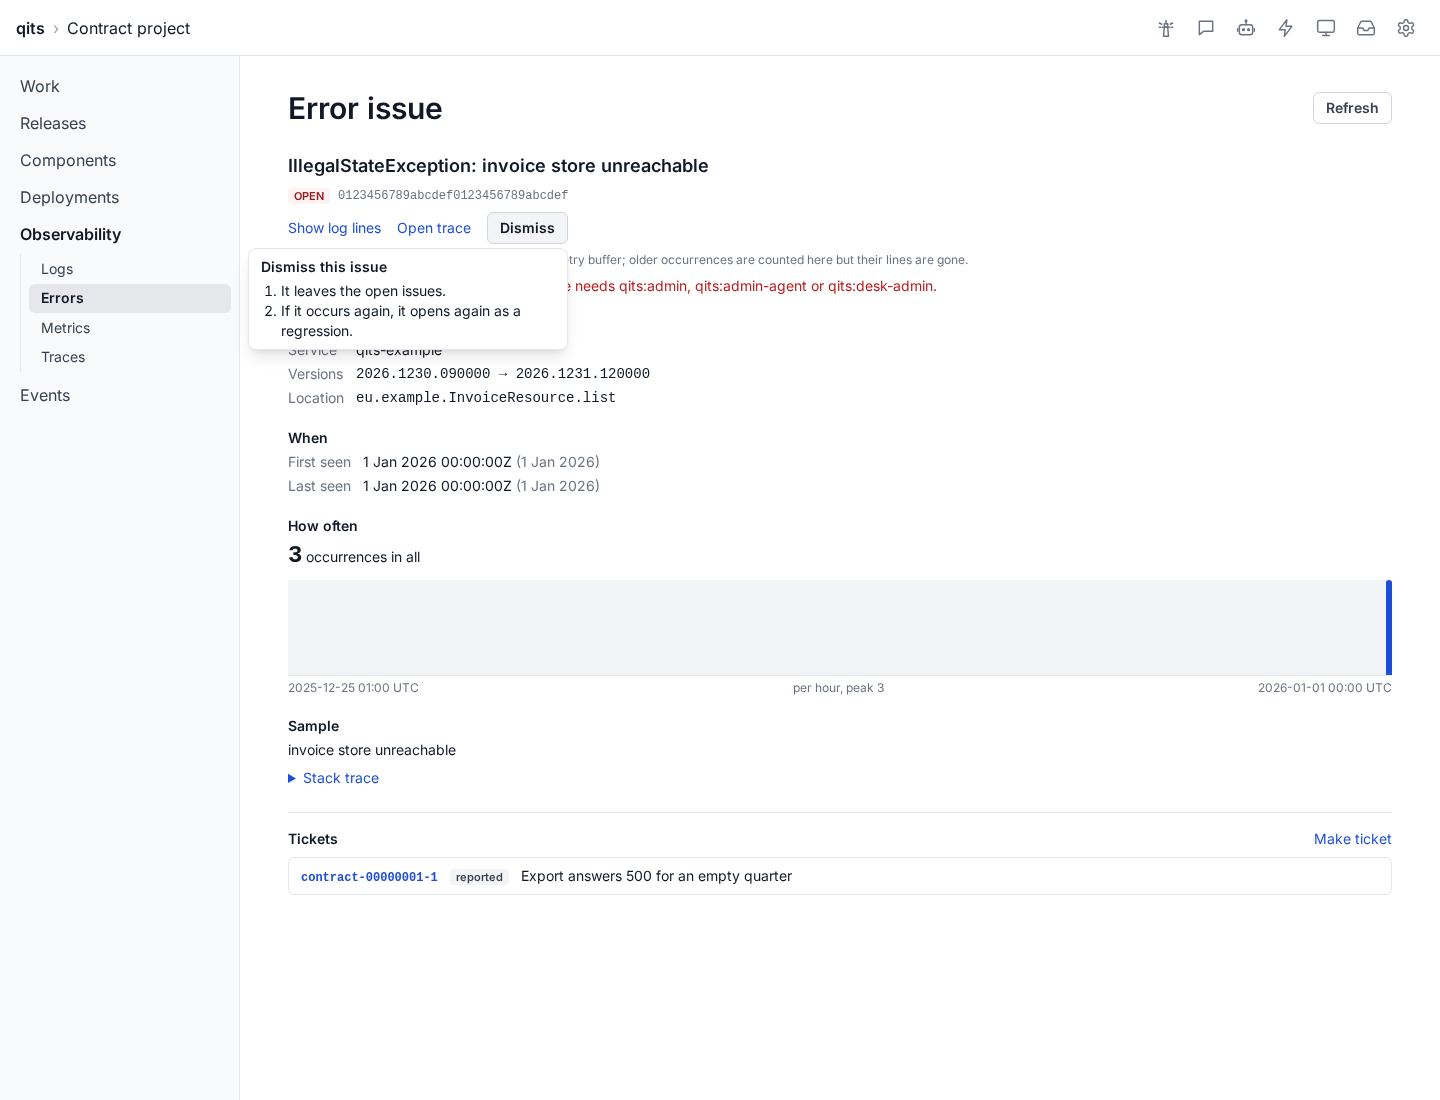 qits › Contract project
Work
Releases
Components
Deployments
Observability
Logs
Errors
Metrics
Traces
Events
Error issue
Refresh
IllegalStateException: invoice store unreachable
OPEN 0123456789abcdef0123456789abcdef
Show log lines Open trace Dismiss
buffer; older occurrences are counted here but their lines are gone.
needs qits:admin, qits:admin-agent or qits:desk-admin.
Dismiss this issue
1. It leaves the open issues.
2. If it occurs again, it opens again as a
regression.
Service qits-example
Versions 2026.1230.090000 → 2026.1231.120000
Location eu.example.InvoiceResource.list
When
First seen 1 Jan 2026 00:00:00Z (1 Jan 2026)
Last seen 1 Jan 2026 00:00:00Z (1 Jan 2026)
How often
3 occurrences in all
2025-12-25 01:00 UTC per hour, peak 3 2026-01-01 00:00 UTC
Sample
invoice store unreachable
Stack trace
Tickets Make ticket
contract-00000001-1 reported Export answers 500 for an empty quarter